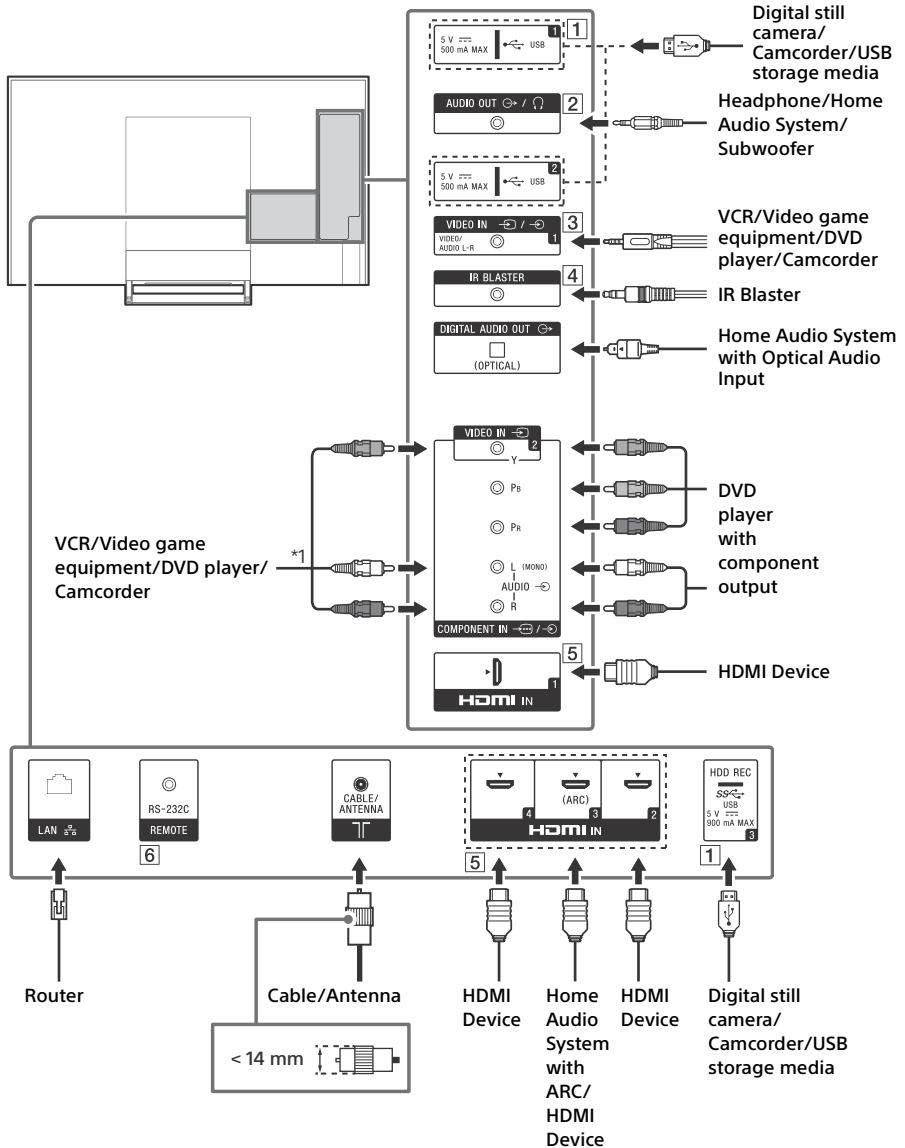 5 V
500 mA MAX
USB
1
1
Digital still
camera/
Camcorder/USB
storage media
AUDIO OUT /
2
Headphone/Home
Audio System/
Subwoofer
5 V
500 mA MAX
USB
2
VIDEO IN /
3
VIDEO/
AUDIO L-R
1
VCR/Video game
equipment/DVD
player/Camcorder
IR BLASTER
4
IR Blaster
DIGITAL AUDIO OUT
(OPTICAL)
Home Audio System
with Optical Audio
Input
VIDEO IN
2
Y
PB
PR
L (MONO)
AUDIO
R
COMPONENT IN /
VCR/Video game
equipment/DVD player/
Camcorder
*1
DVD
player
with
component
output
5
1
HDMI IN
HDMI Device
LAN
RS-232C
REMOTE
6
CABLE/
ANTENNA
4
(ARC)
3
2
HDMI IN
5
HDD REC
SS
USB
5 V
900 mA MAX
3
1
Router
Cable/Antenna
< 14 mm
HDMI
Device
Home
Audio
System
with
ARC/
HDMI
Device
HDMI
Device
Digital still
camera/
Camcorder/USB
storage media